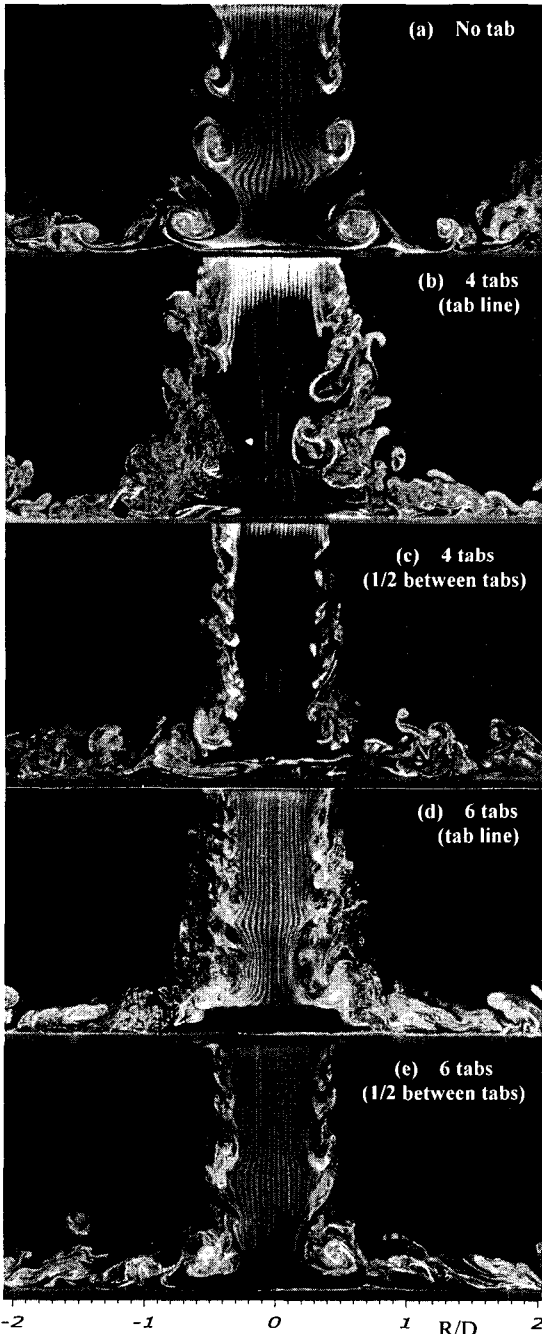 (a) No tab
(b) 4 tabs
(tab line)
(c) 4 tabs
(1/2 between tabs)
(d) 6 tabs
(tab line)
(e) 6 tabs
(1/2 between tabs)
-2 -1 0 1 R/D 2